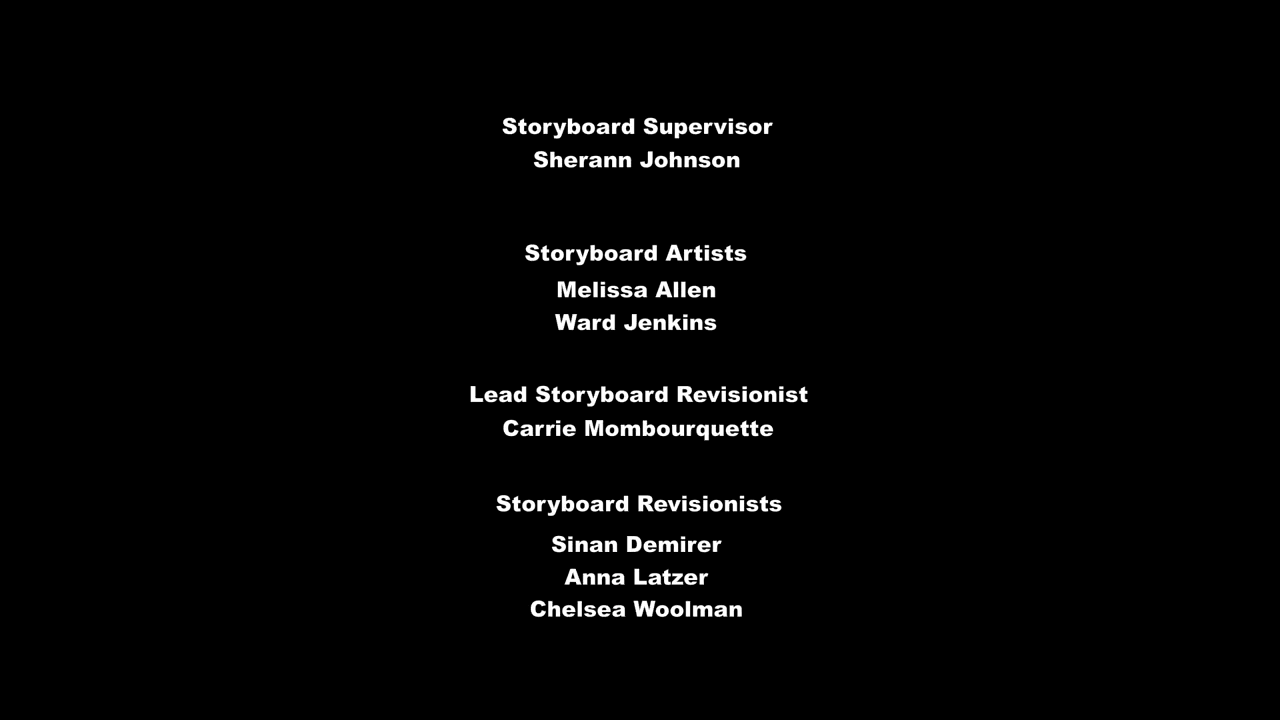 Storyboard Supervisor
Sherann Johnson
Storyboard Artists
Melissa Allen
Ward Jenkins
Lead Storyboard Revisionist
Carrie Mombourquette
Storyboard Revisionists
Sinan Demirer
Anna Latzer
Chelsea Woolman